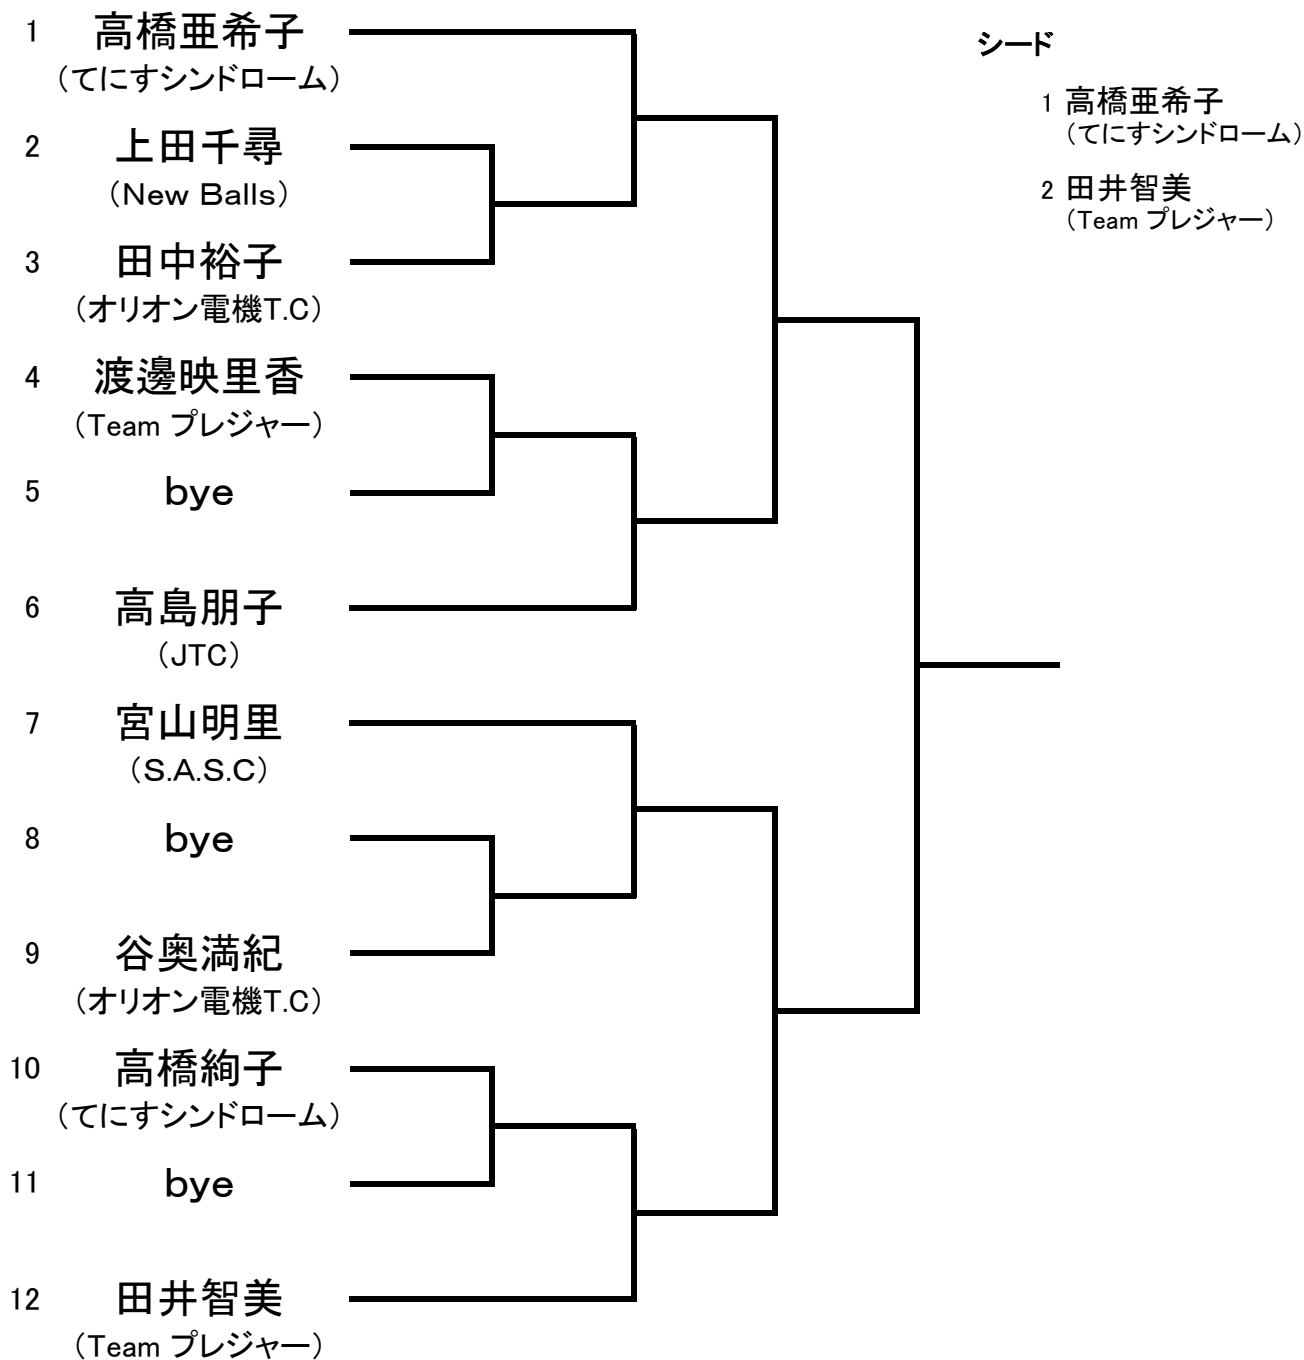 1 高橋亜希子
（てにすシンドローム）
2 上田千尋
（New Balls）
3 田中裕子
（オリオン電機T.C）
4 渡邊映里香
（Team プレジャー）
5 bye
6 高島朋子
（JTC）
7 宮山明里
（S.A.S.C）
8 bye
9 谷奥満紀
（オリオン電機T.C）
10 高橋絢子
（てにすシンドローム）
11 bye
12 田井智美
（Team プレジャー）
シード
1 高橋亜希子
（てにすシンドローム）
2 田井智美
（Team プレジャー）